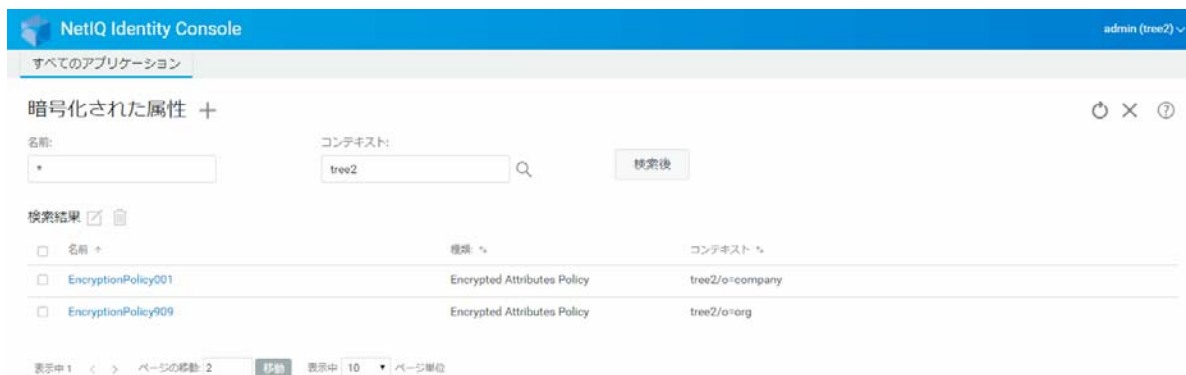 NetIQ Identity Console
admin (tree2)
すべてのアプリケーション
暗号化された属性
名前: コンテキスト:
* tree2 検索後
検索結果
名前 種類: コンテキスト
EncryptionPolicy001 Encrypted Attributes Policy tree2/o=company
EncryptionPolicy909 Encrypted Attributes Policy tree2/o=org
表示中 1 < > ページの移動: 2 移動 表示中 10 ページ単位